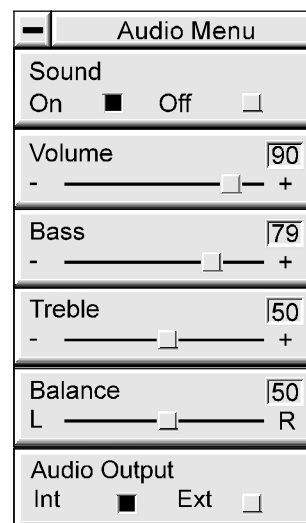 Audio Menu
Sound
On Off
Volume 90
- +
Bass 79
- +
Treble 50
- +
Balance 50
L R
Audio Output
Int Ext